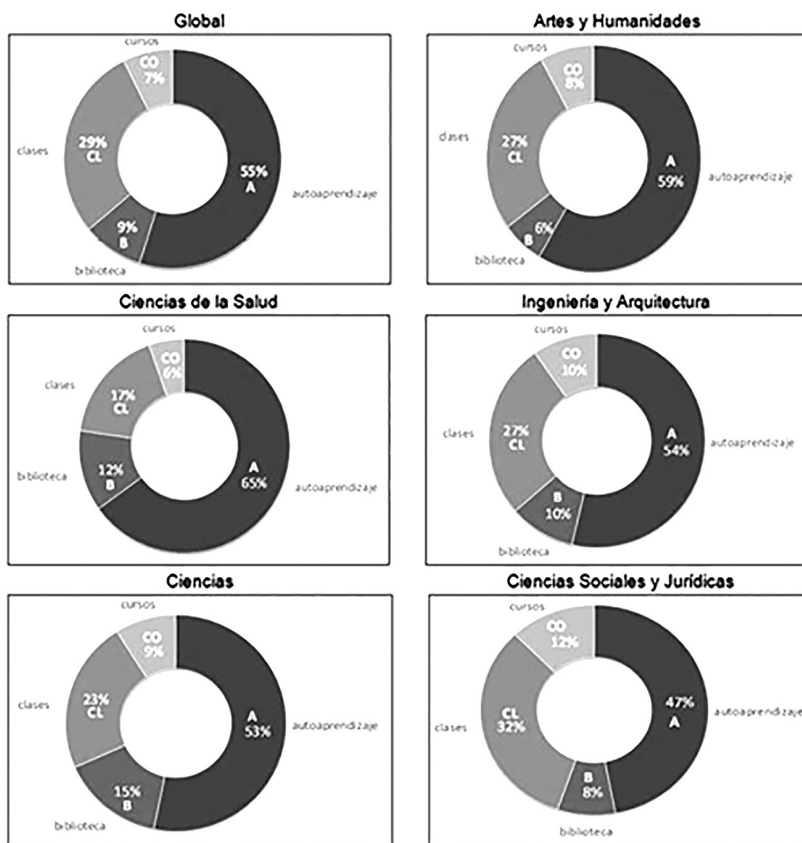 Global
cursos
CO
7%
29%
CL
clases
55%
A
autoaprendizaje
9%
B
biblioteca
Artes y Humanidades
cursos
CO
8%
clases
27%
CL
A
59%
autoaprendizaje
6%
B
biblioteca
Ciencias de la Salud
cursos
CO
6%
clases
17%
CL
12%
B
biblioteca
A
65%
autoaprendizaje
Ingeniería y Arquitectura
cursos
CO
10%
clases
27%
CL
A
54%
autoaprendizaje
B
10%
biblioteca
Ciencias
cursos
CO
9%
23%
CL
clases
A
53%
autoaprendizaje
15%
B
biblioteca
Ciencias Sociales y Jurídicas
cursos
CO
12%
47%
A
autoaprendizaje
CL
32%
clases
B
8%
biblioteca